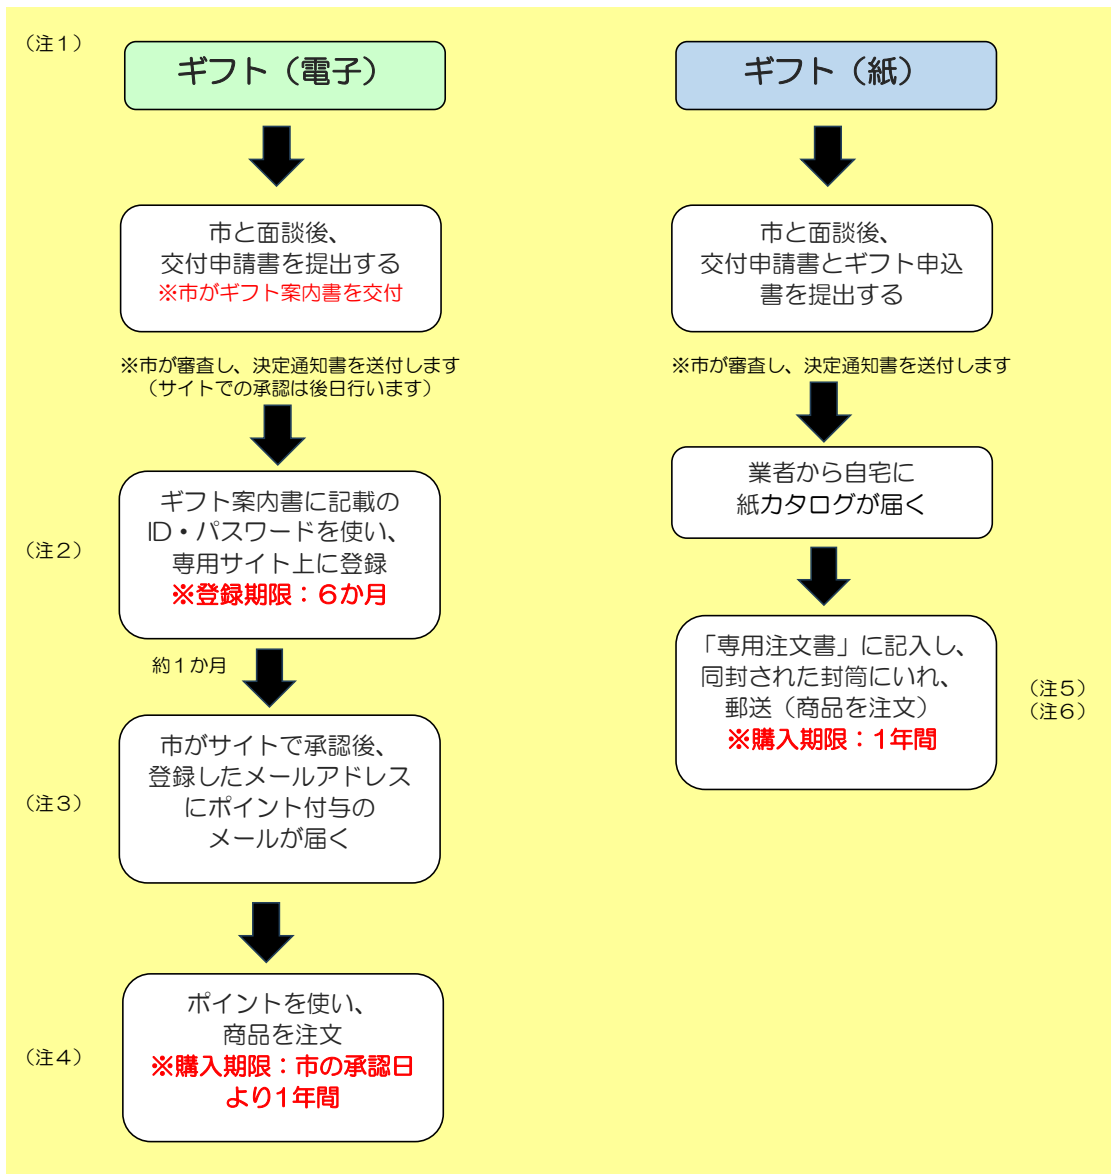 （注１）
ギフト（電子）
市と面談後、
交付申請書を提出する
※市がギフト案内書を交付
※市が審査し、決定通知書を送付します
（サイトでの承認は後日行います）
（注２）
ギフト案内書に記載の
ID・パスワードを使い、
専用サイト上に登録
※登録期限：６か月
約１か月
（注３）
市がサイトで承認後、
登録したメールアドレス
にポイント付与の
メールが届く
（注４）
ポイントを使い、
商品を注文
※購入期限：市の承認日
より1年間
ギフト（紙）
市と面談後、
交付申請書とギフト申込
書を提出する
※市が審査し、決定通知書を送付します
業者から自宅に
紙カタログが届く
「専用注文書」に記入し、
同封された封筒にいれ、
郵送（商品を注文）
※購入期限：1年間
（注５）
（注６）